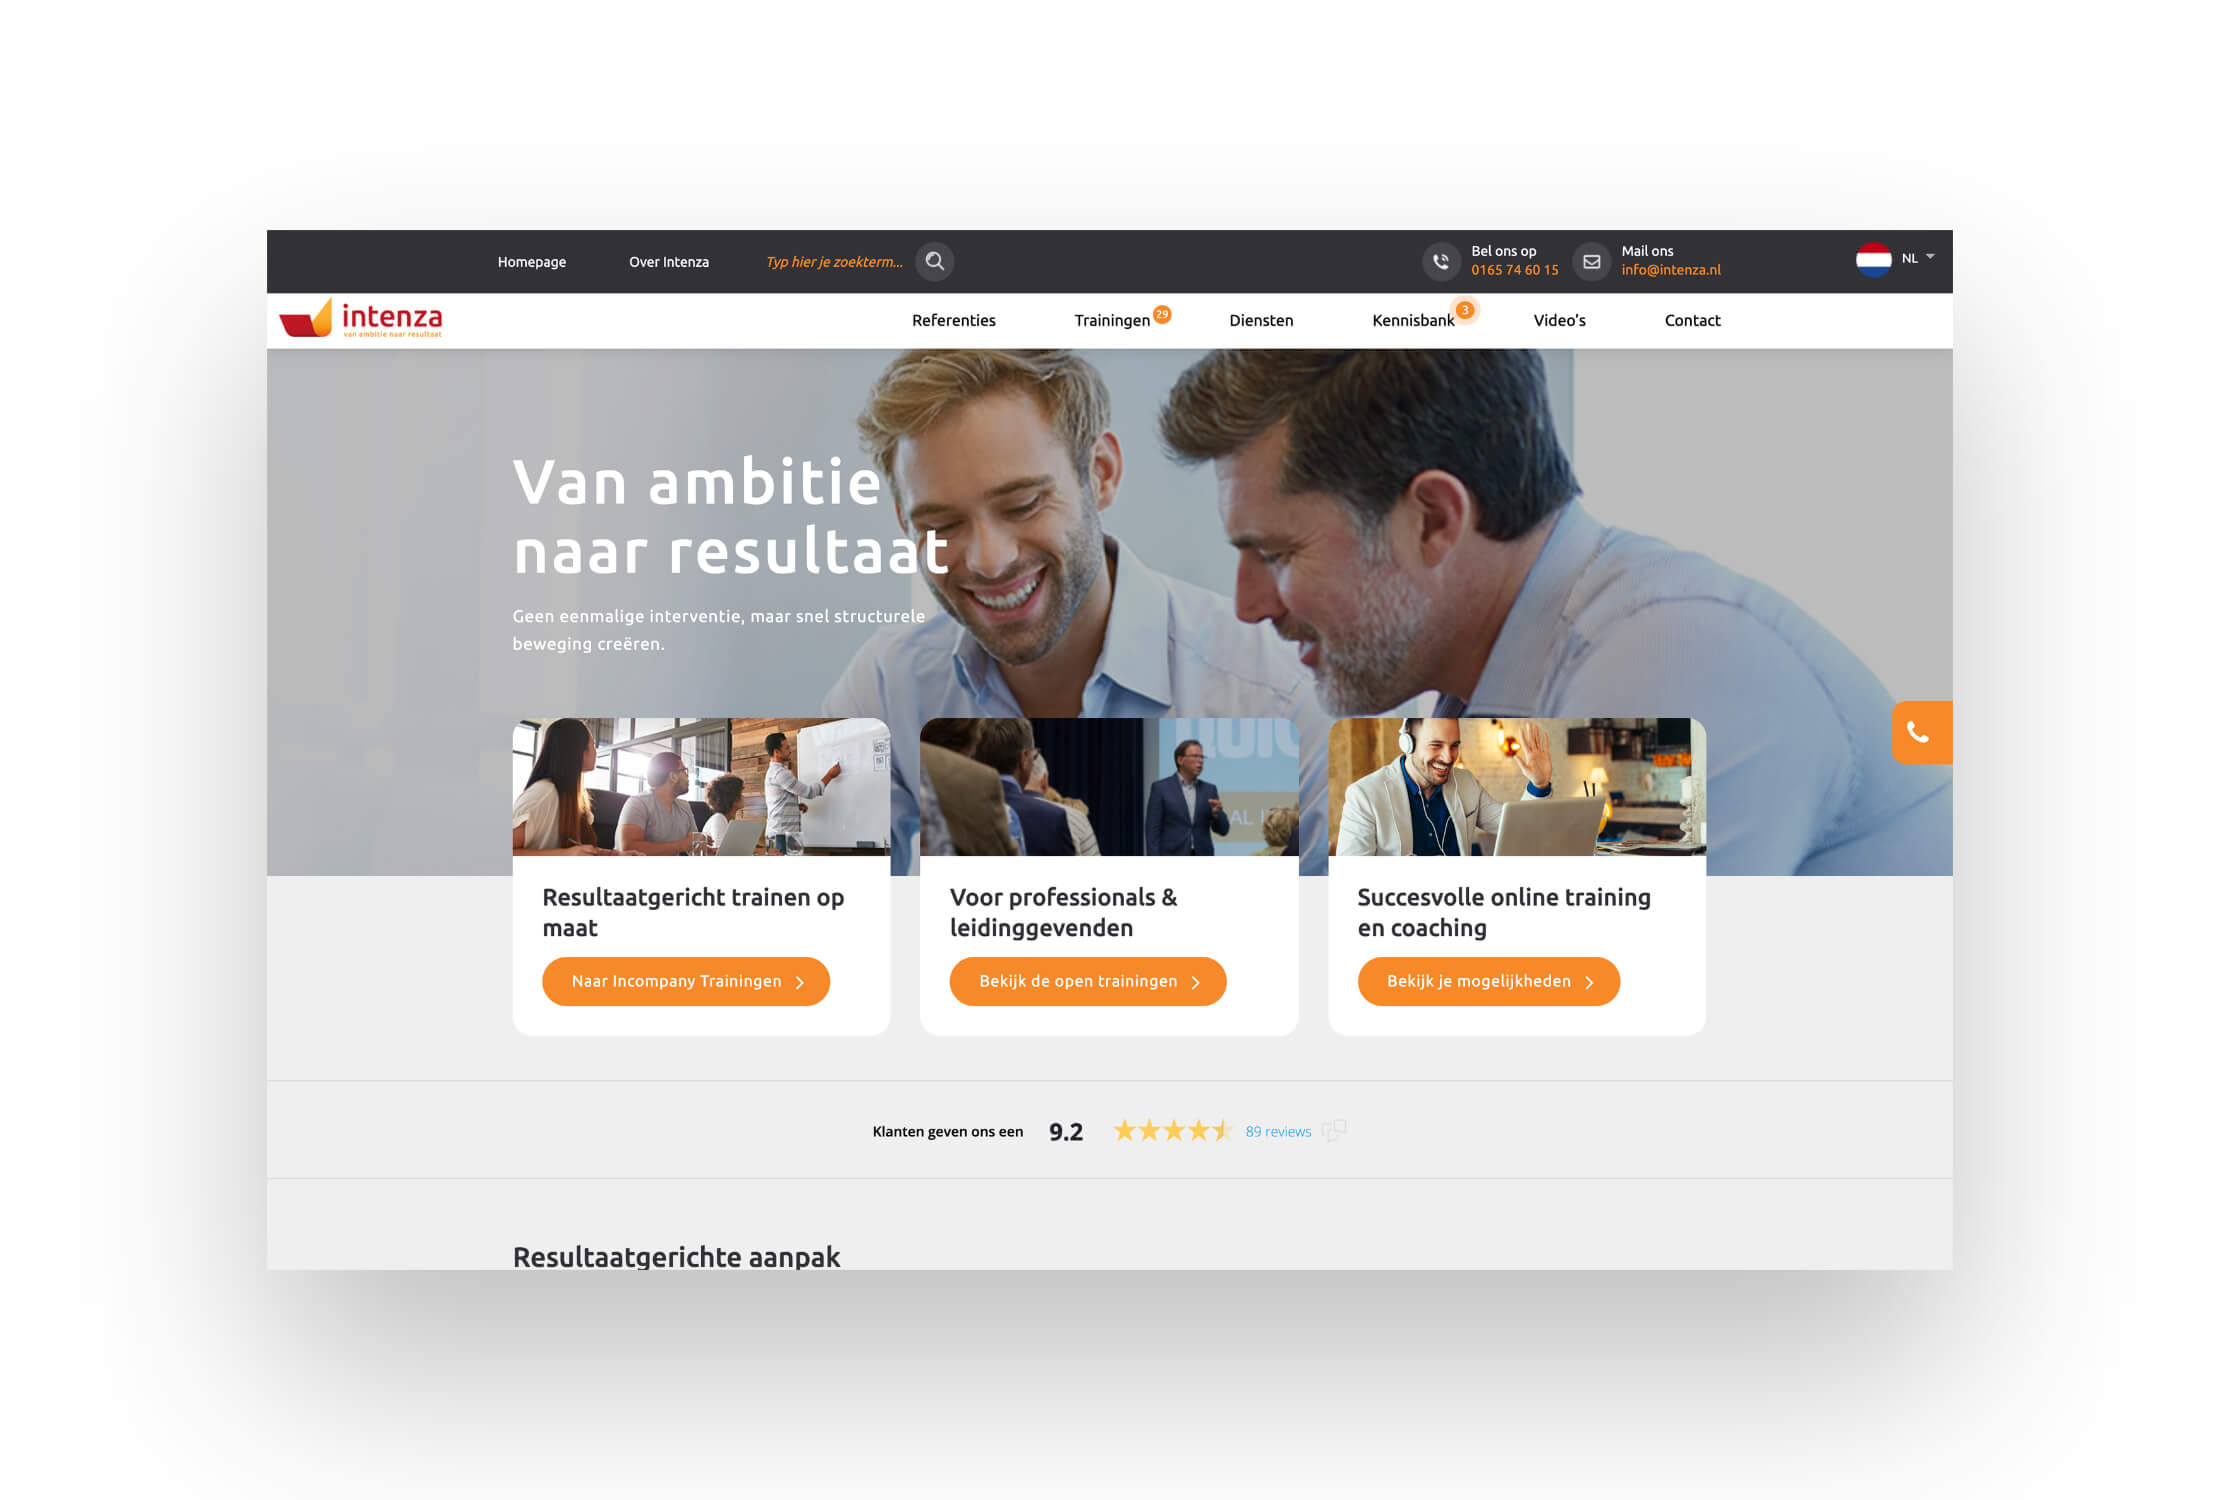 Homepage
Over Intenza
Typ hier je zoekterm...
Bel ons op
0165 74 60 15
Mail ons
info@intenza.nl
NL
intenza
van ambitie naar resultaat
Referenties
Trainingen 29
Diensten
Kennisbank 3
Video's
Contact
Van ambitie
naar resultaat
Geen eenmalige interventie, maar snel structurele
beweging creëren.
Resultaatgericht trainen op
maat
Naar Incompany Trainingen
Voor professionals &
leidinggevenden
Bekijk de open trainingen
Succesvolle online training
en coaching
Bekijk je mogelijkheden
Klanten geven ons een 9.2 89 reviews
Resultaatgerichte aanpak